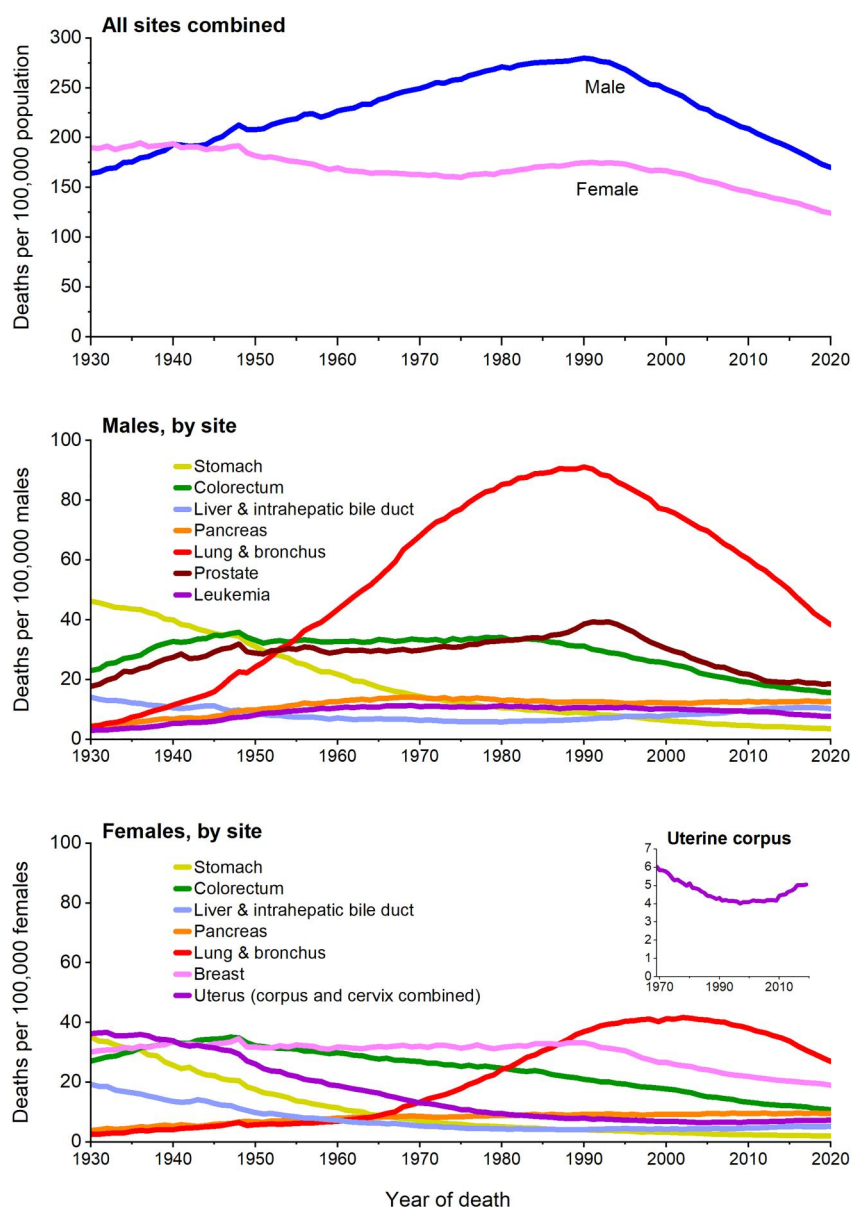 All sites combined
Deaths per 100,000 population
300
250
200
150
100
50
0
Male
Female
1930 1940 1950 1960 1970 1980 1990 2000 2010 2020
Males, by site
Deaths per 100,000 males
100
80
60
40
20
0
Stomach
Colorectum
Liver & intrahepatic bile duct
Pancreas
Lung & bronchus
Prostate
Leukemia
1930 1940 1950 1960 1970 1980 1990 2000 2010 2020
Females, by site
Deaths per 100,000 females
100
80
60
40
20
0
Stomach
Colorectum
Liver & intrahepatic bile duct
Pancreas
Lung & bronchus
Breast
Uterus (corpus and cervix combined)
Uterine corpus
7
6
5
4
3
2
1
0
1970 1990 2010
1930 1940 1950 1960 1970 1980 1990 2000 2010 2020
Year of death